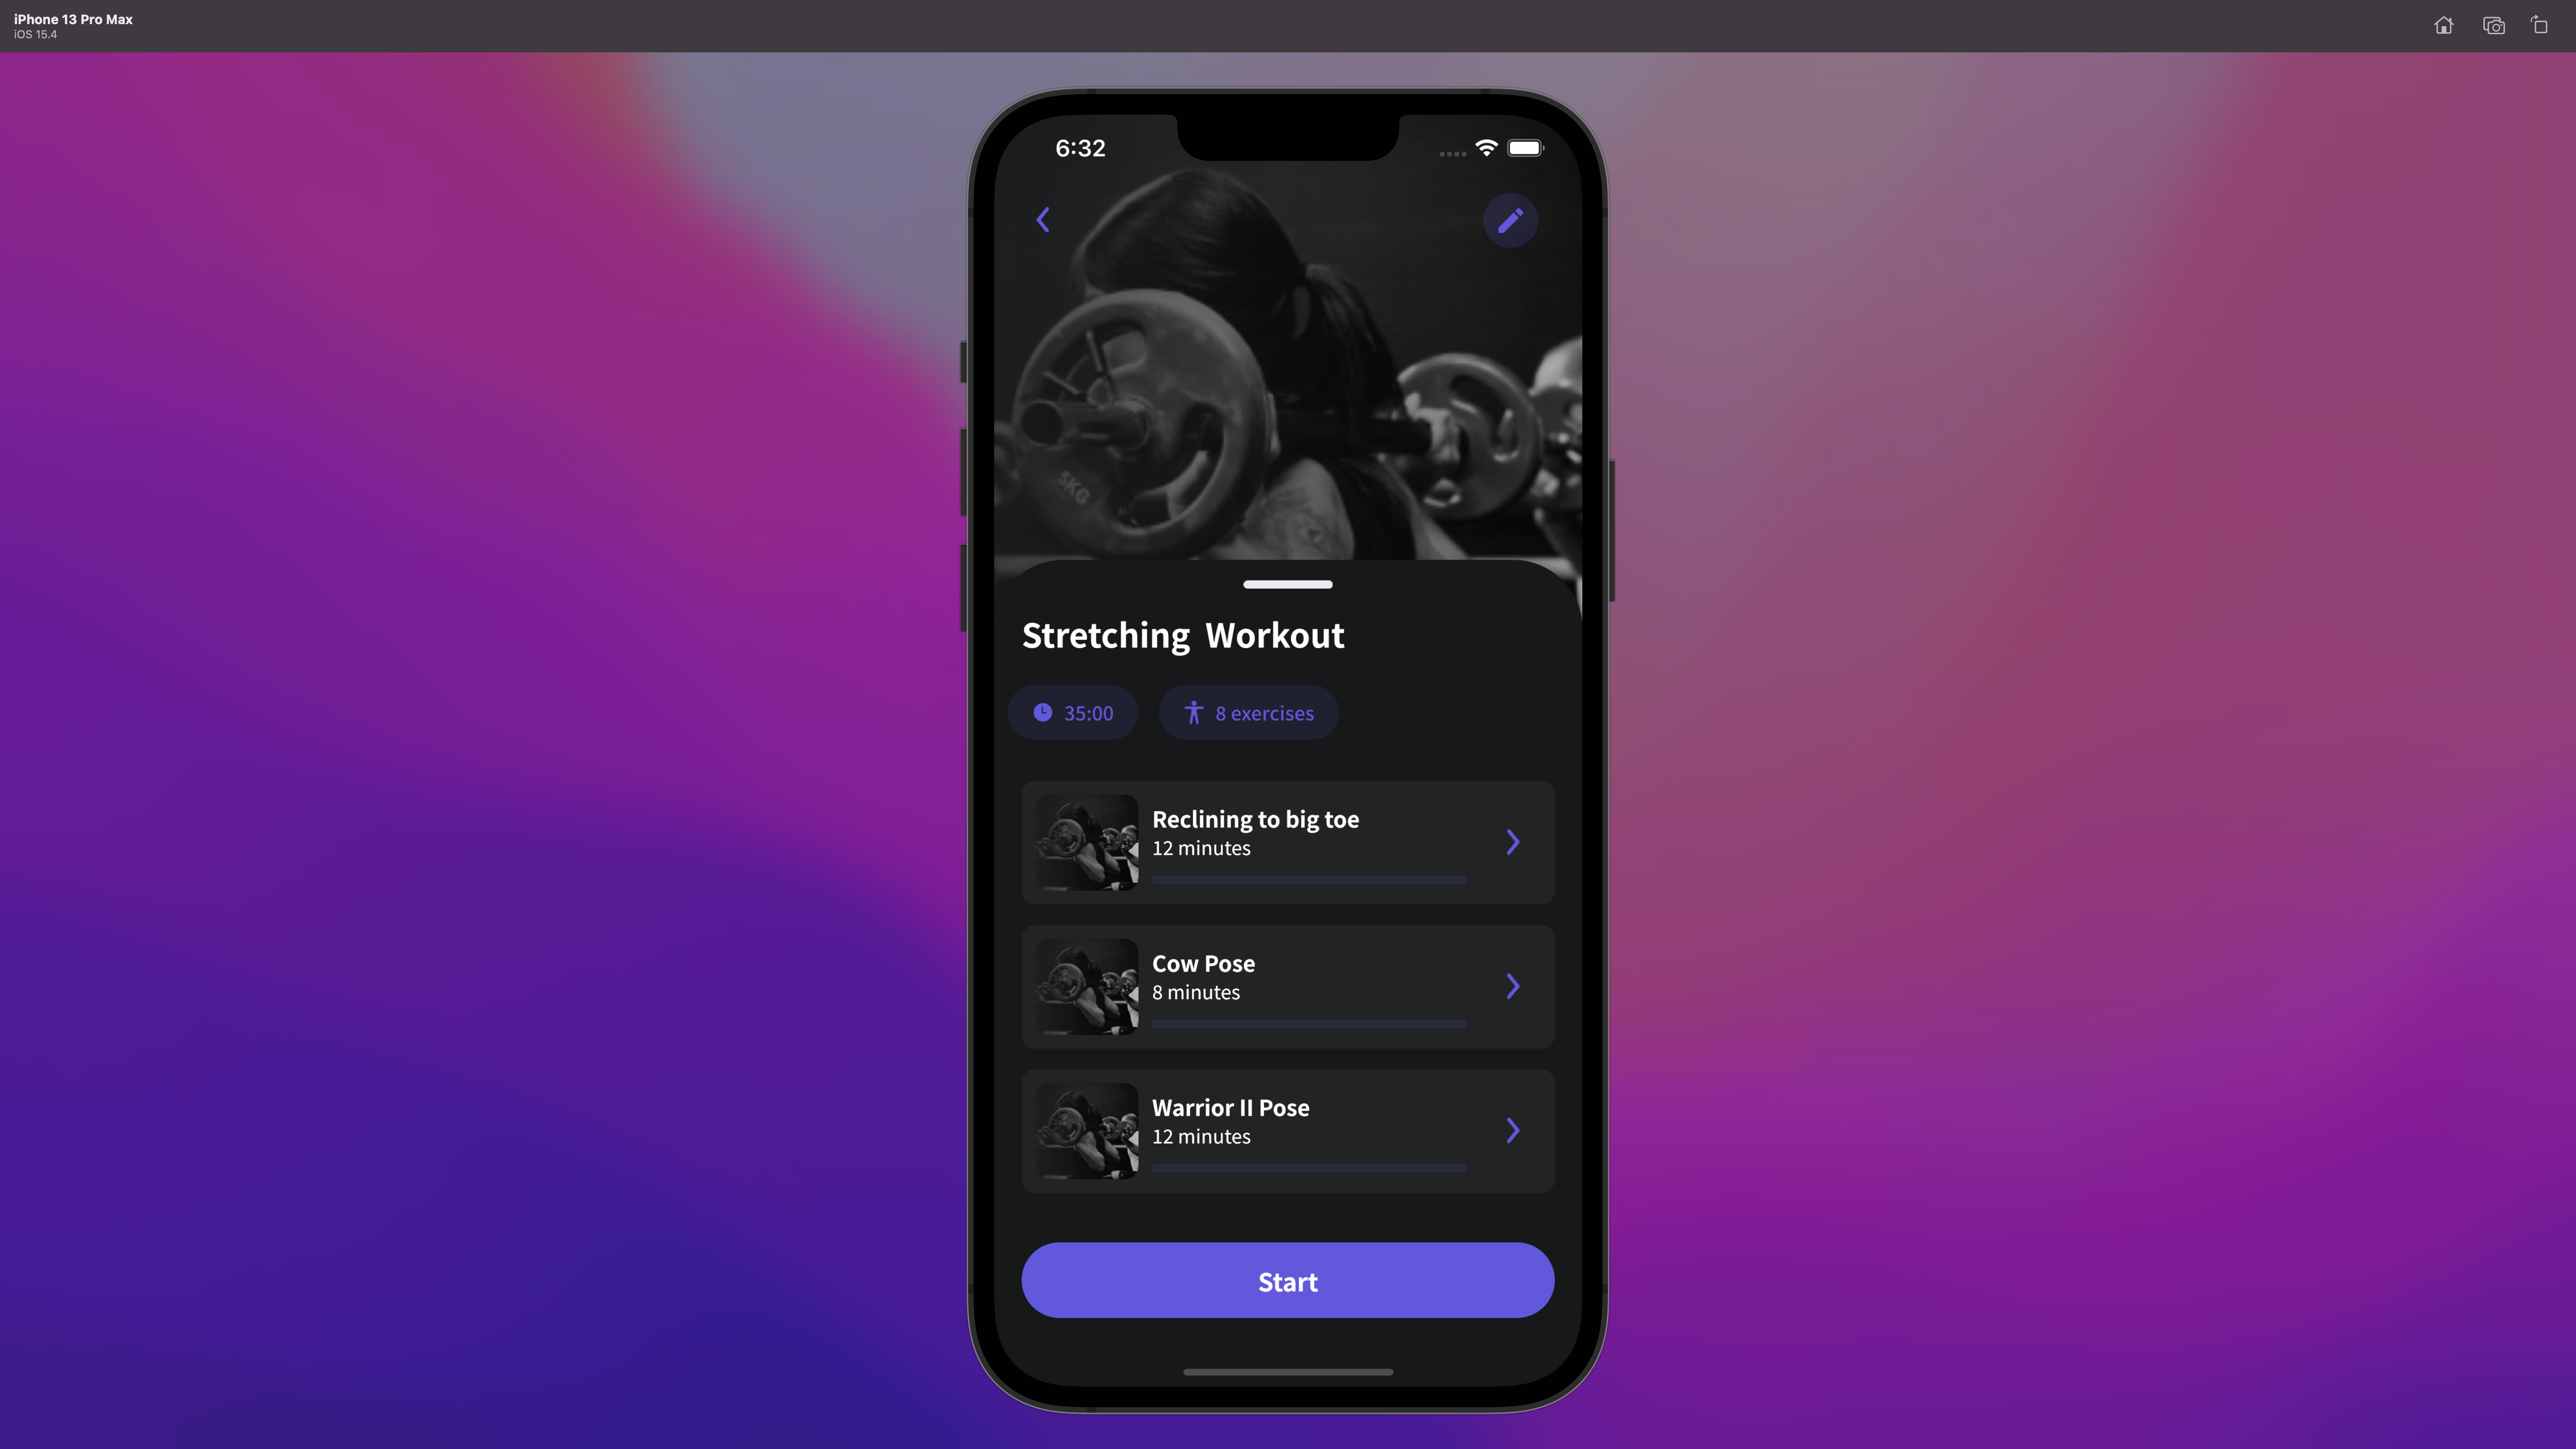 iPhone 13 Pro Max
iOS 15.4
6:32
5KG
Stretching  Workout
35:00
8 exercises
Reclining to big toe
12 minutes
Cow Pose
8 minutes
Warrior II Pose
12 minutes
Start